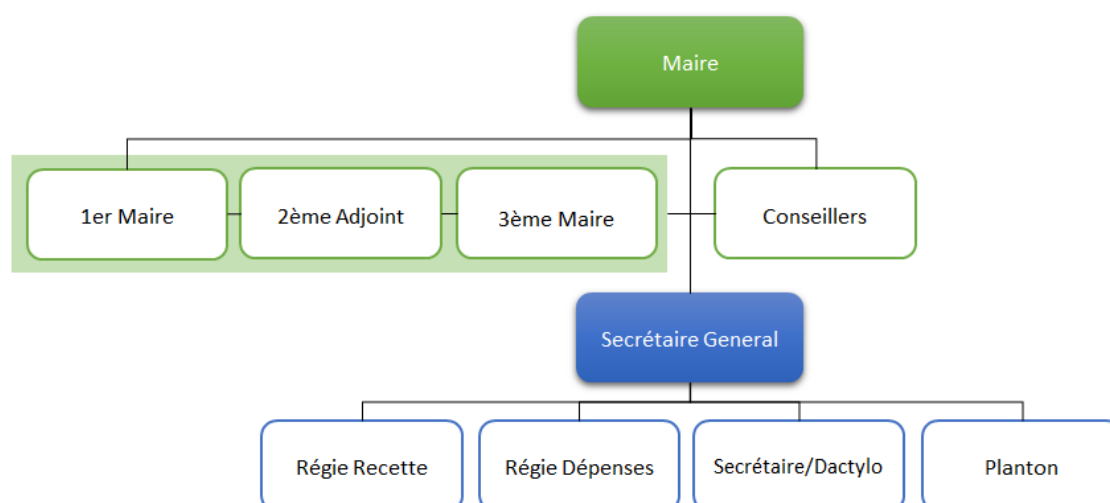 Maire
1er Maire
2ème Adjoint
3ème Maire
Conseillers
Secrétaire General
Régie Recette
Régie Dépenses
Secrétaire/Dactylo
Planton